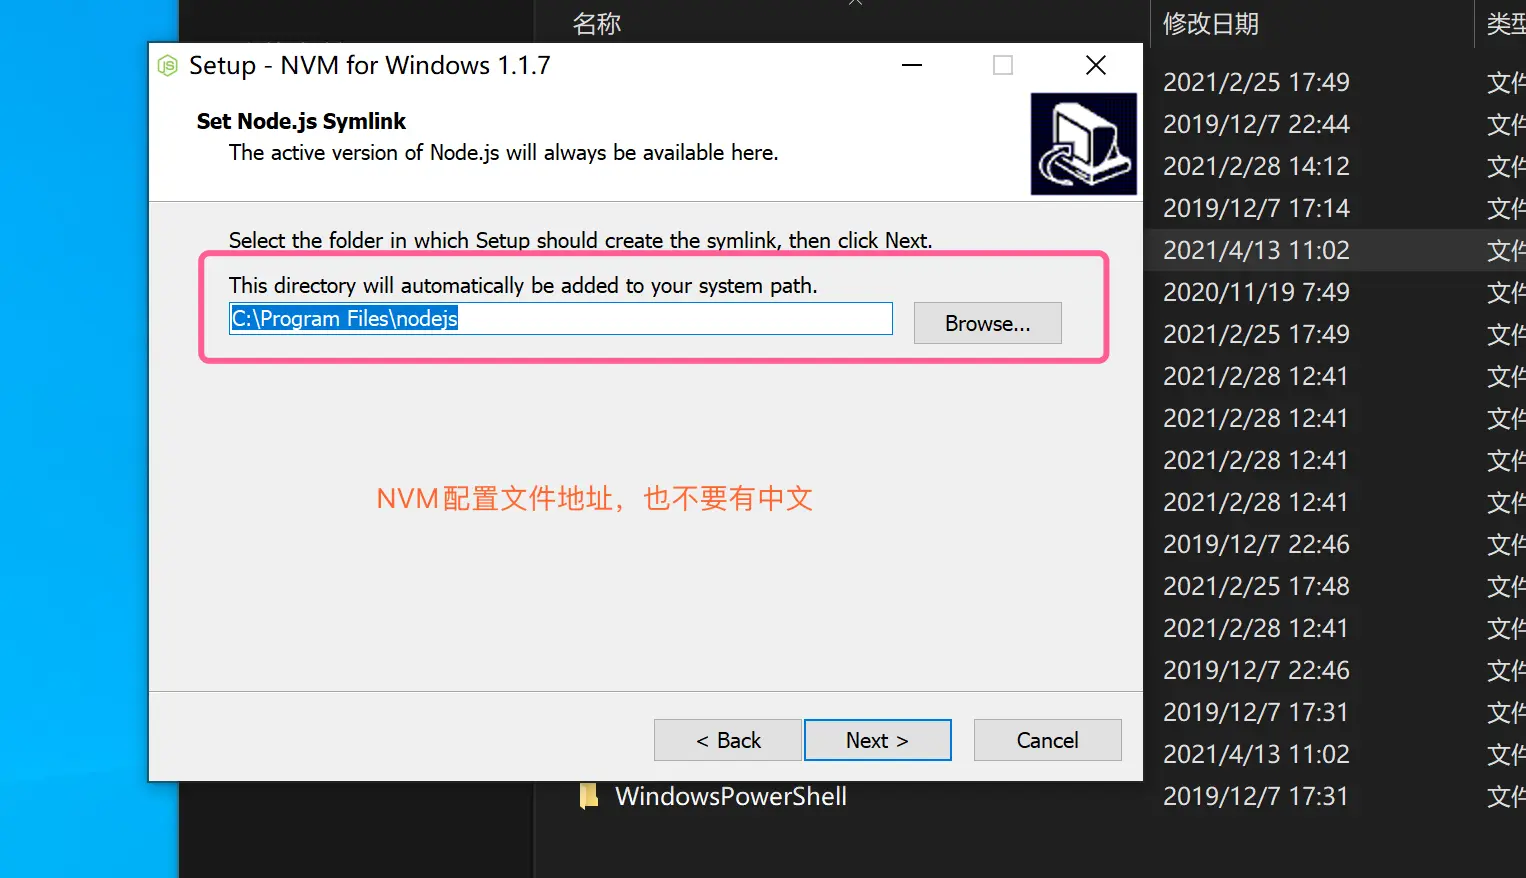 名称
修改日期
类型
Setup - NVM for Windows 1.1.7
Set Node.js Symlink
The active version of Node.js will always be available here.
Select the folder in which Setup should create the symlink, then click Next.
This directory will automatically be added to your system path.
C:\Program Files\nodejs
Browse...
NVM配置文件地址，也不要有中文
< Back
Next >
Cancel
2021/2/25 17:49
文件
2019/12/7 22:44
文件
2021/2/28 14:12
文件
2019/12/7 17:14
文件
2021/4/13 11:02
文件
2020/11/19 7:49
文件
2021/2/25 17:49
文件
2021/2/28 12:41
文件
2021/2/28 12:41
文件
2021/2/28 12:41
文件
2021/2/28 12:41
文件
2019/12/7 22:46
文件
2021/2/25 17:48
文件
2021/2/28 12:41
文件
2019/12/7 22:46
文件
2019/12/7 17:31
文件
2021/4/13 11:02
文件
WindowsPowerShell
2019/12/7 17:31
文件